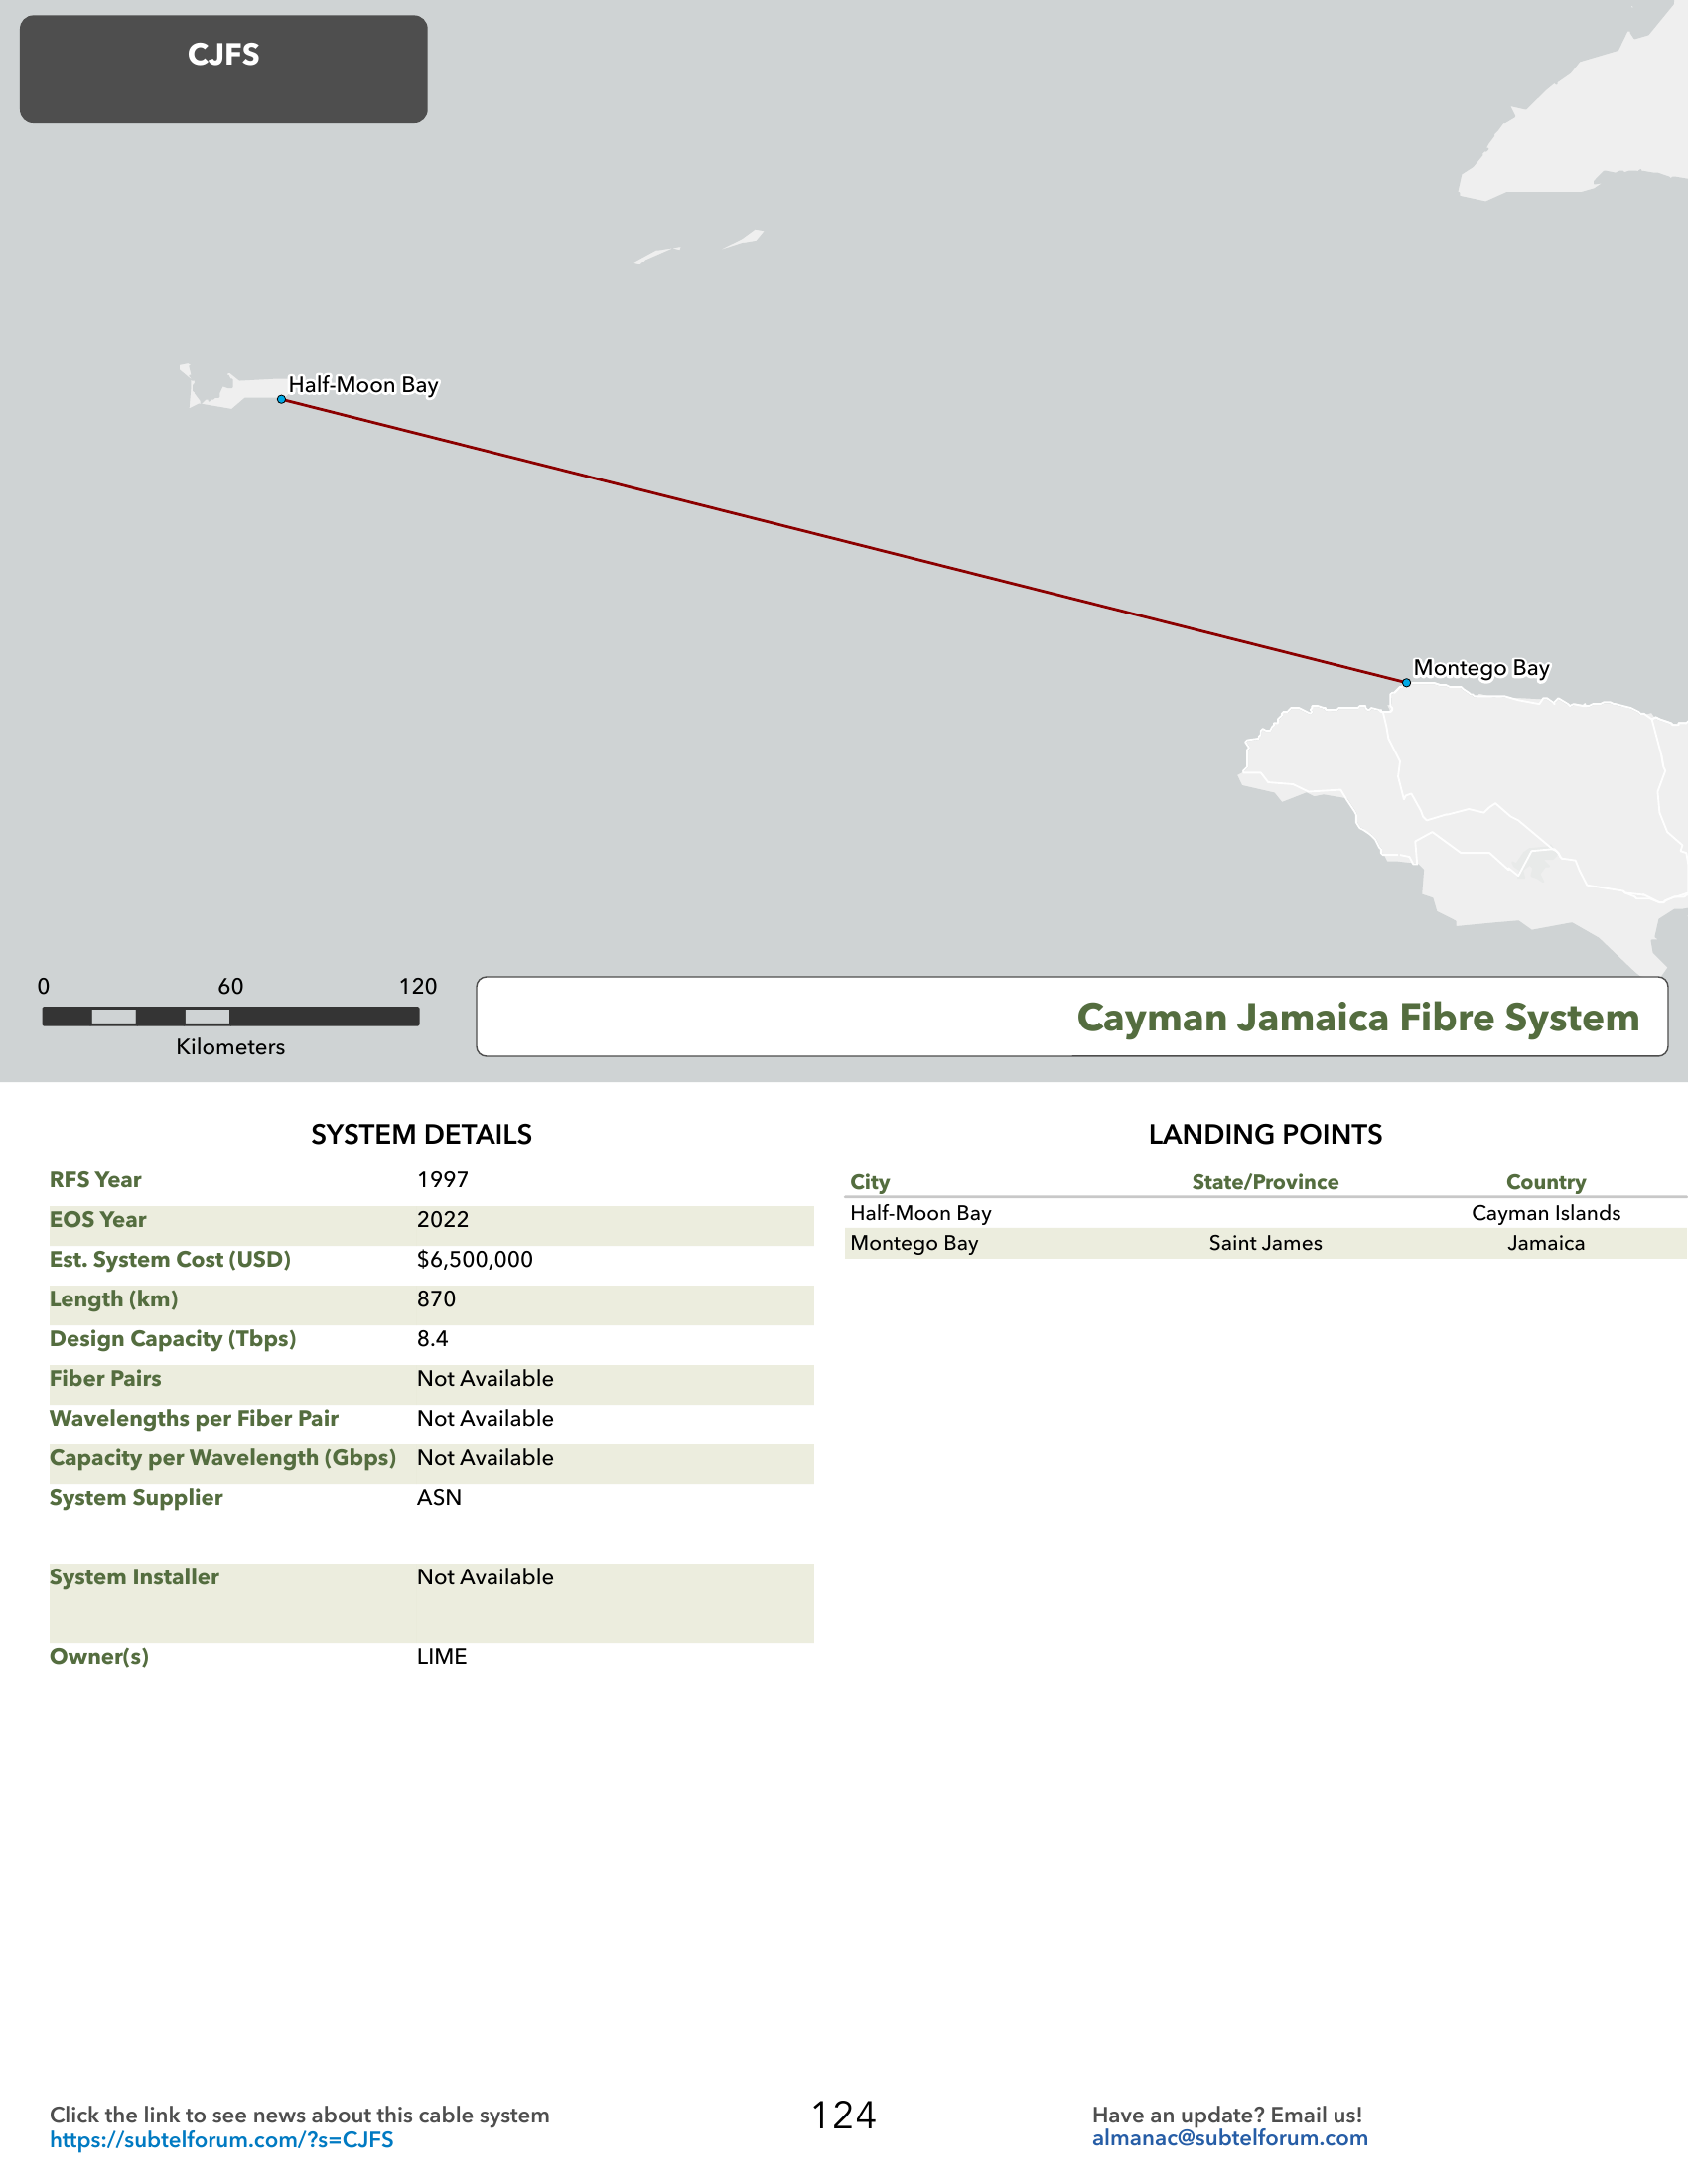 CJFS
Half-Moon Bay
Montego Bay
0 60 120
Kilometers
Cayman Jamaica Fibre System
SYSTEM DETAILS
RFS Year 1997
EOS Year 2022
Est. System Cost (USD) $6,500,000
Length (km) 870
Design Capacity (Tbps) 8.4
Fiber Pairs Not Available
Wavelengths per Fiber Pair Not Available
Capacity per Wavelength (Gbps) Not Available
System Supplier ASN
System Installer Not Available
Owner(s) LIME
LANDING POINTS
City State/Province Country
Half-Moon Bay Cayman Islands
Montego Bay Saint James Jamaica
Click the link to see news about this cable system
https://subtelforum.com/?s=CJFS
124
Have an update? Email us!
almanac@subtelforum.com